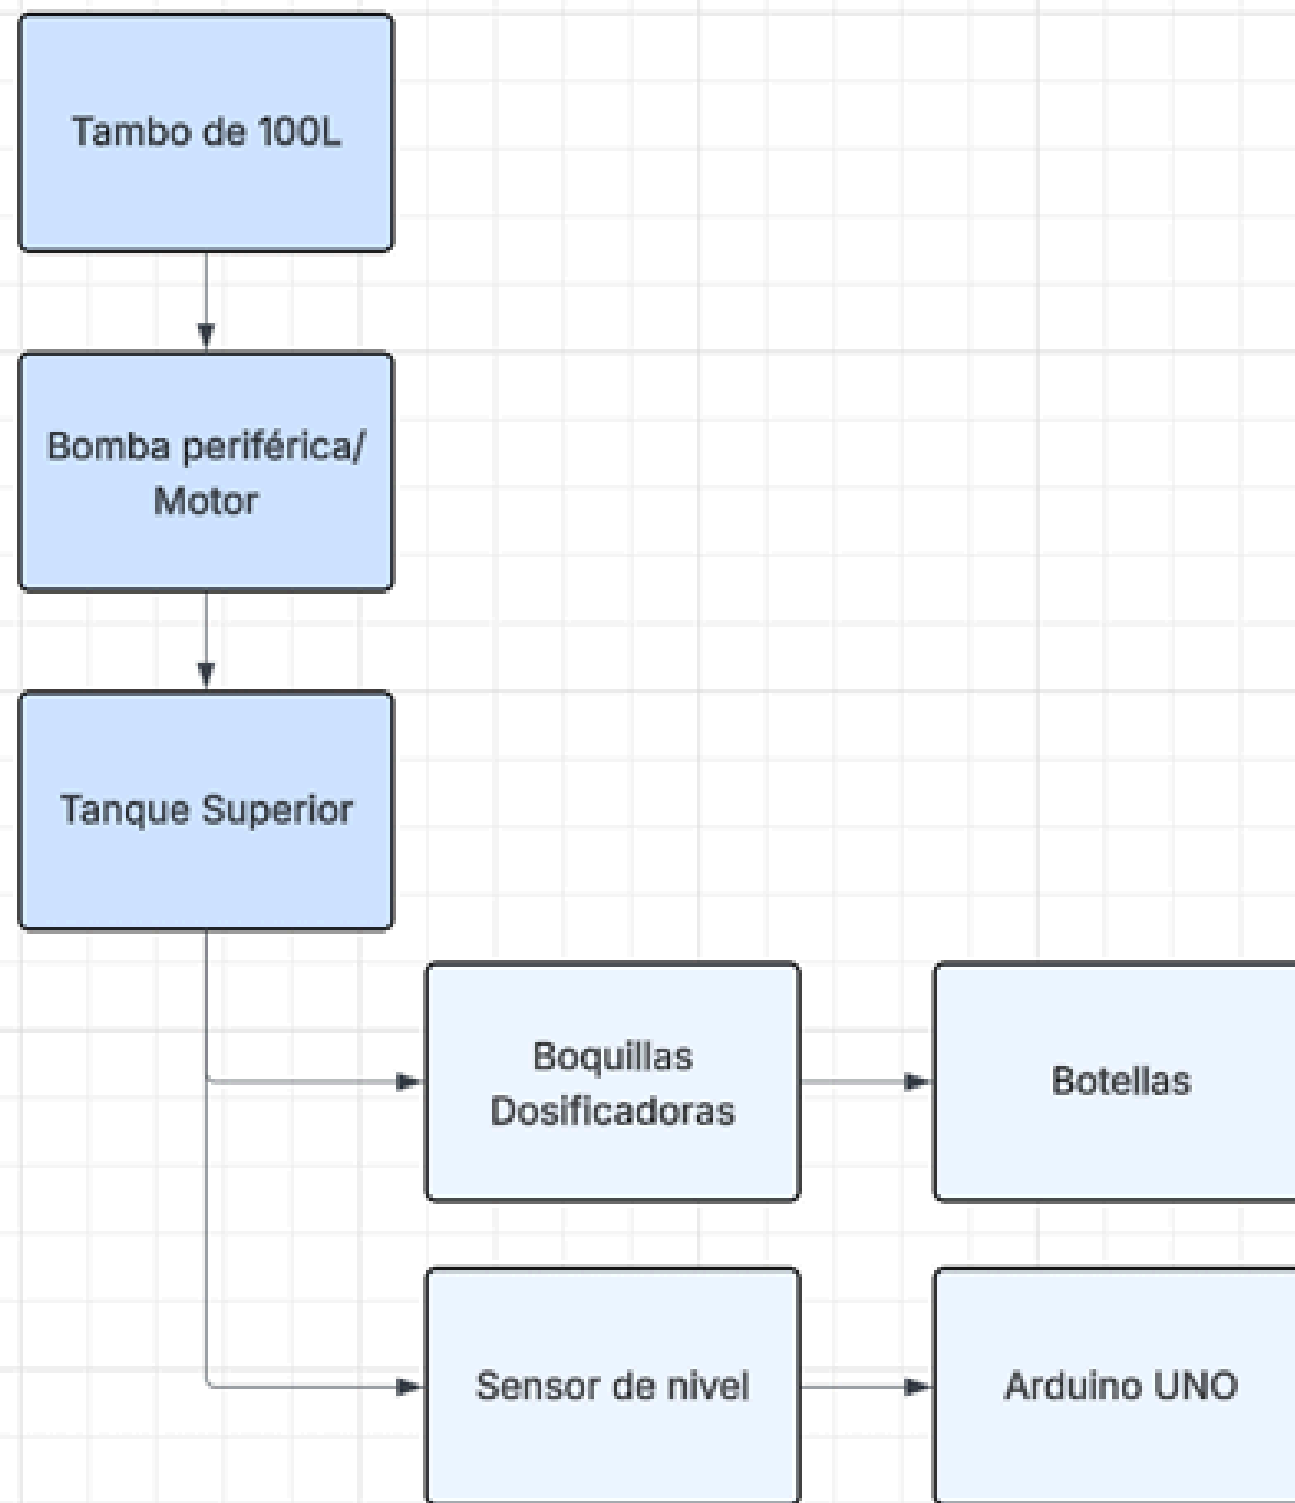 Tambo de 100L
Bomba periférica/
Motor
Tanque Superior
Boquillas
Dosificadoras
Botellas
Sensor de nivel
Arduino UNO